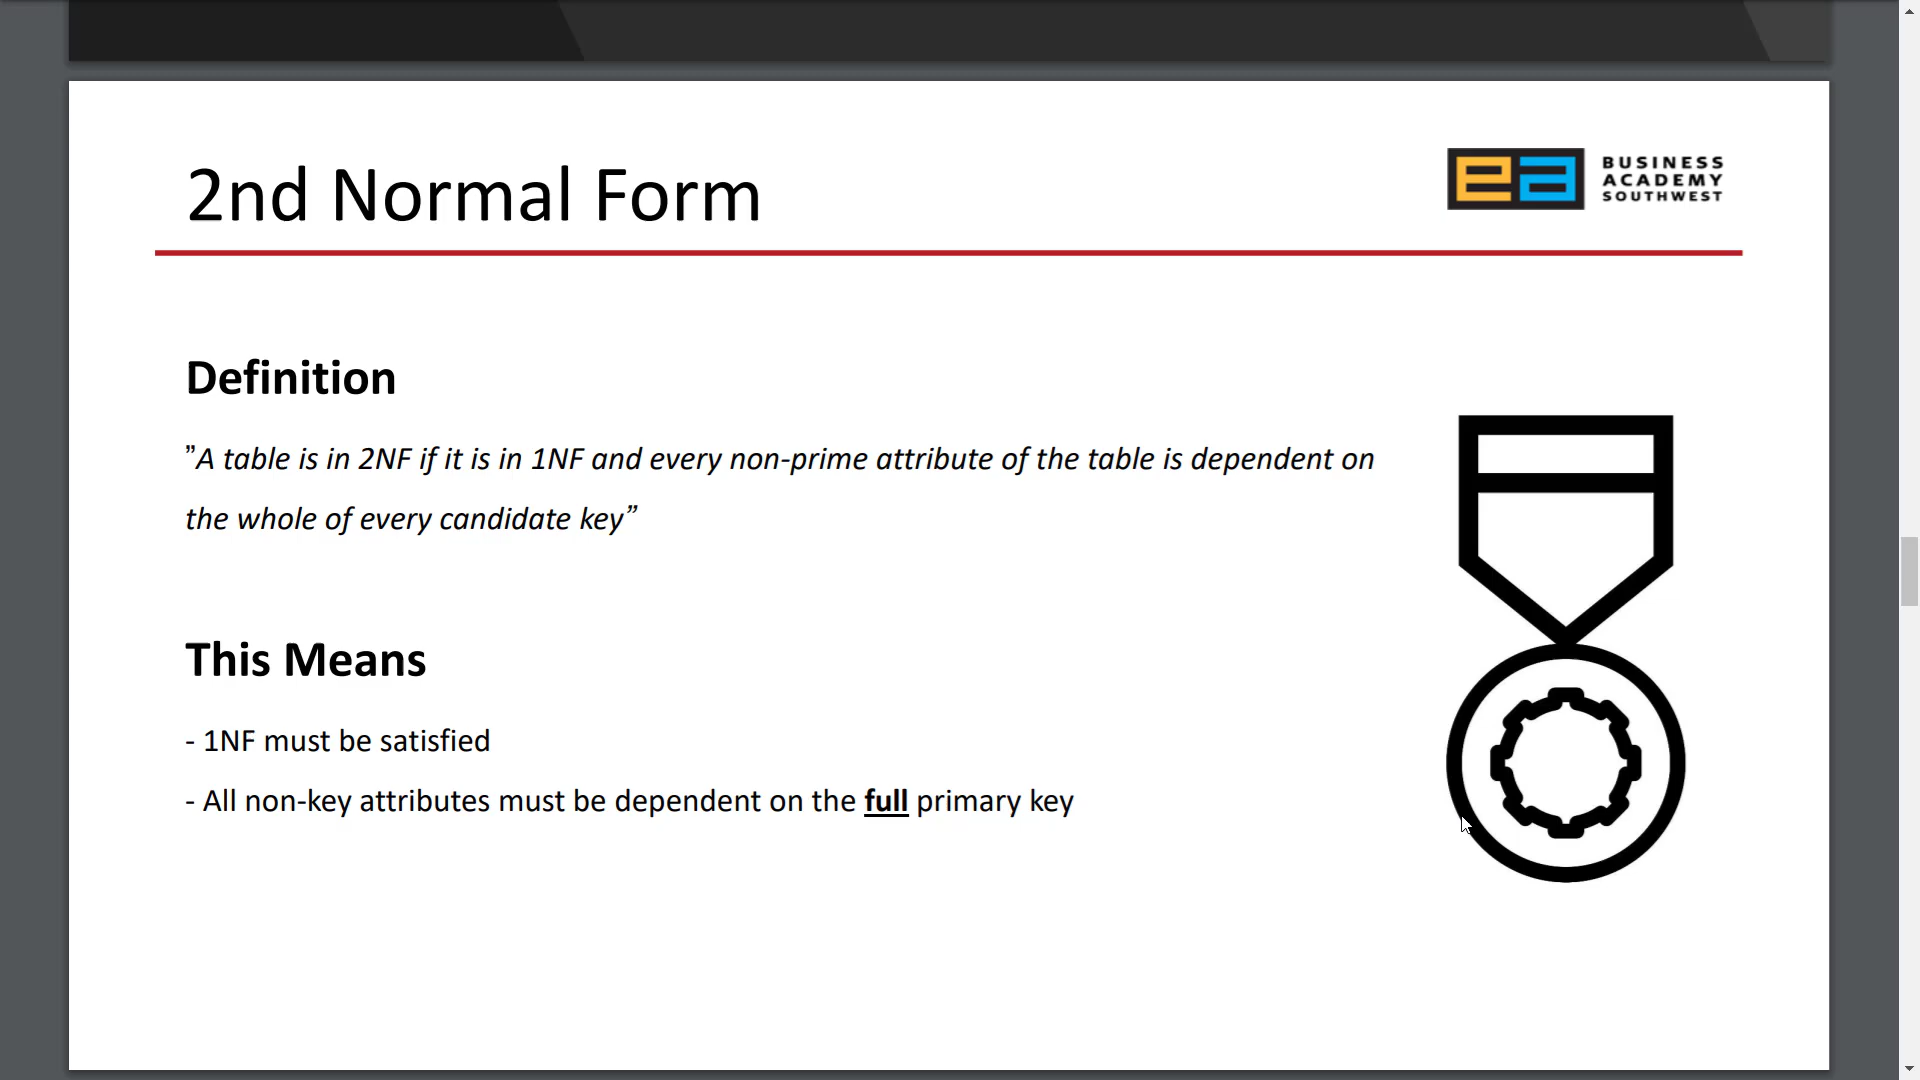 2nd Normal Form
BUSINESS
ACADEMY
SOUTHWEST
Definition
”A table is in 2NF if it is in 1NF and every non-prime attribute of the table is dependent on
the whole of every candidate key”
This Means
- 1NF must be satisfied
- All non-key attributes must be dependent on the full primary key